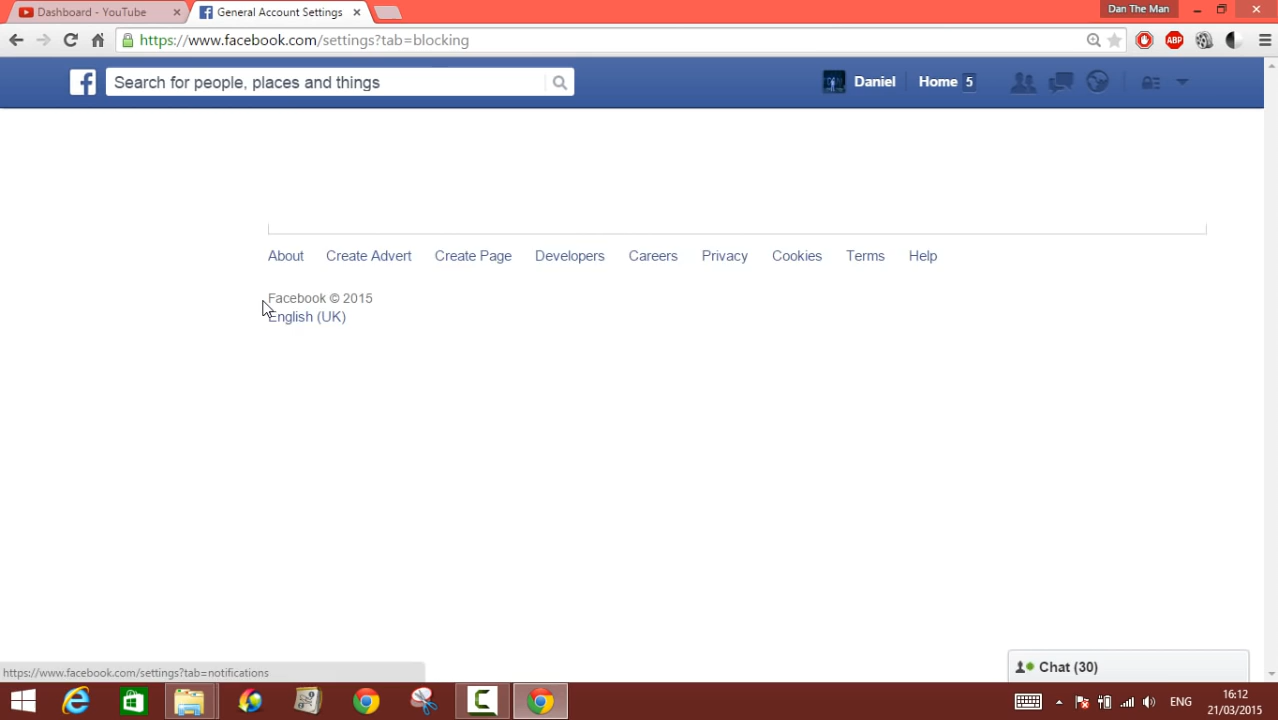 Dashboard - YouTube
General Account Settings
Dan The Man
https://www.facebook.com/settings?tab=blocking
ABP
Search for people, places and things
Daniel
Home 5
About Create Advert Create Page Developers Careers Privacy Cookies Terms Help
Facebook © 2015
English (UK)
https://www.facebook.com/settings?tab=notifications
Chat (30)
ENG
16:12
21/03/2015